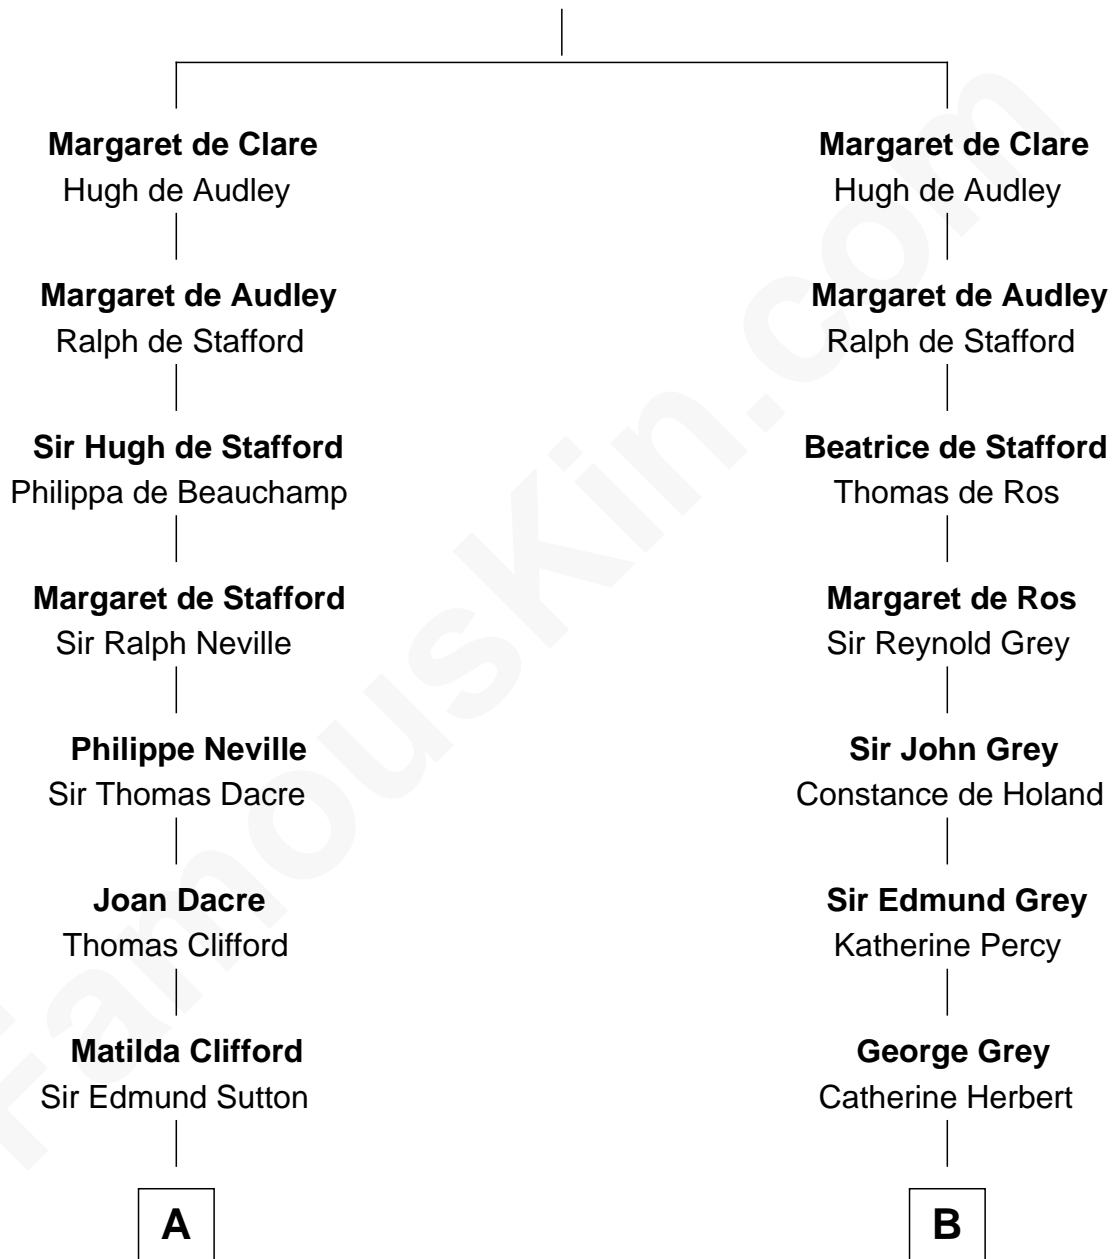 Margaret de Clare
Hugh de Audley
Margaret de Audley
Ralph de Stafford
Sir Hugh de Stafford
Philippa de Beauchamp
Margaret de Stafford
Sir Ralph Neville
Philippe Neville
Sir Thomas Dacre
Joan Dacre
Thomas Clifford
Matilda Clifford
Sir Edmund Sutton
A
Margaret de Clare
Hugh de Audley
Margaret de Audley
Ralph de Stafford
Beatrice de Stafford
Thomas de Ros
Margaret de Ros
Sir Reynold Grey
Sir John Grey
Constance de Holand
Sir Edmund Grey
Katherine Percy
George Grey
Catherine Herbert
B
FamousKin.com